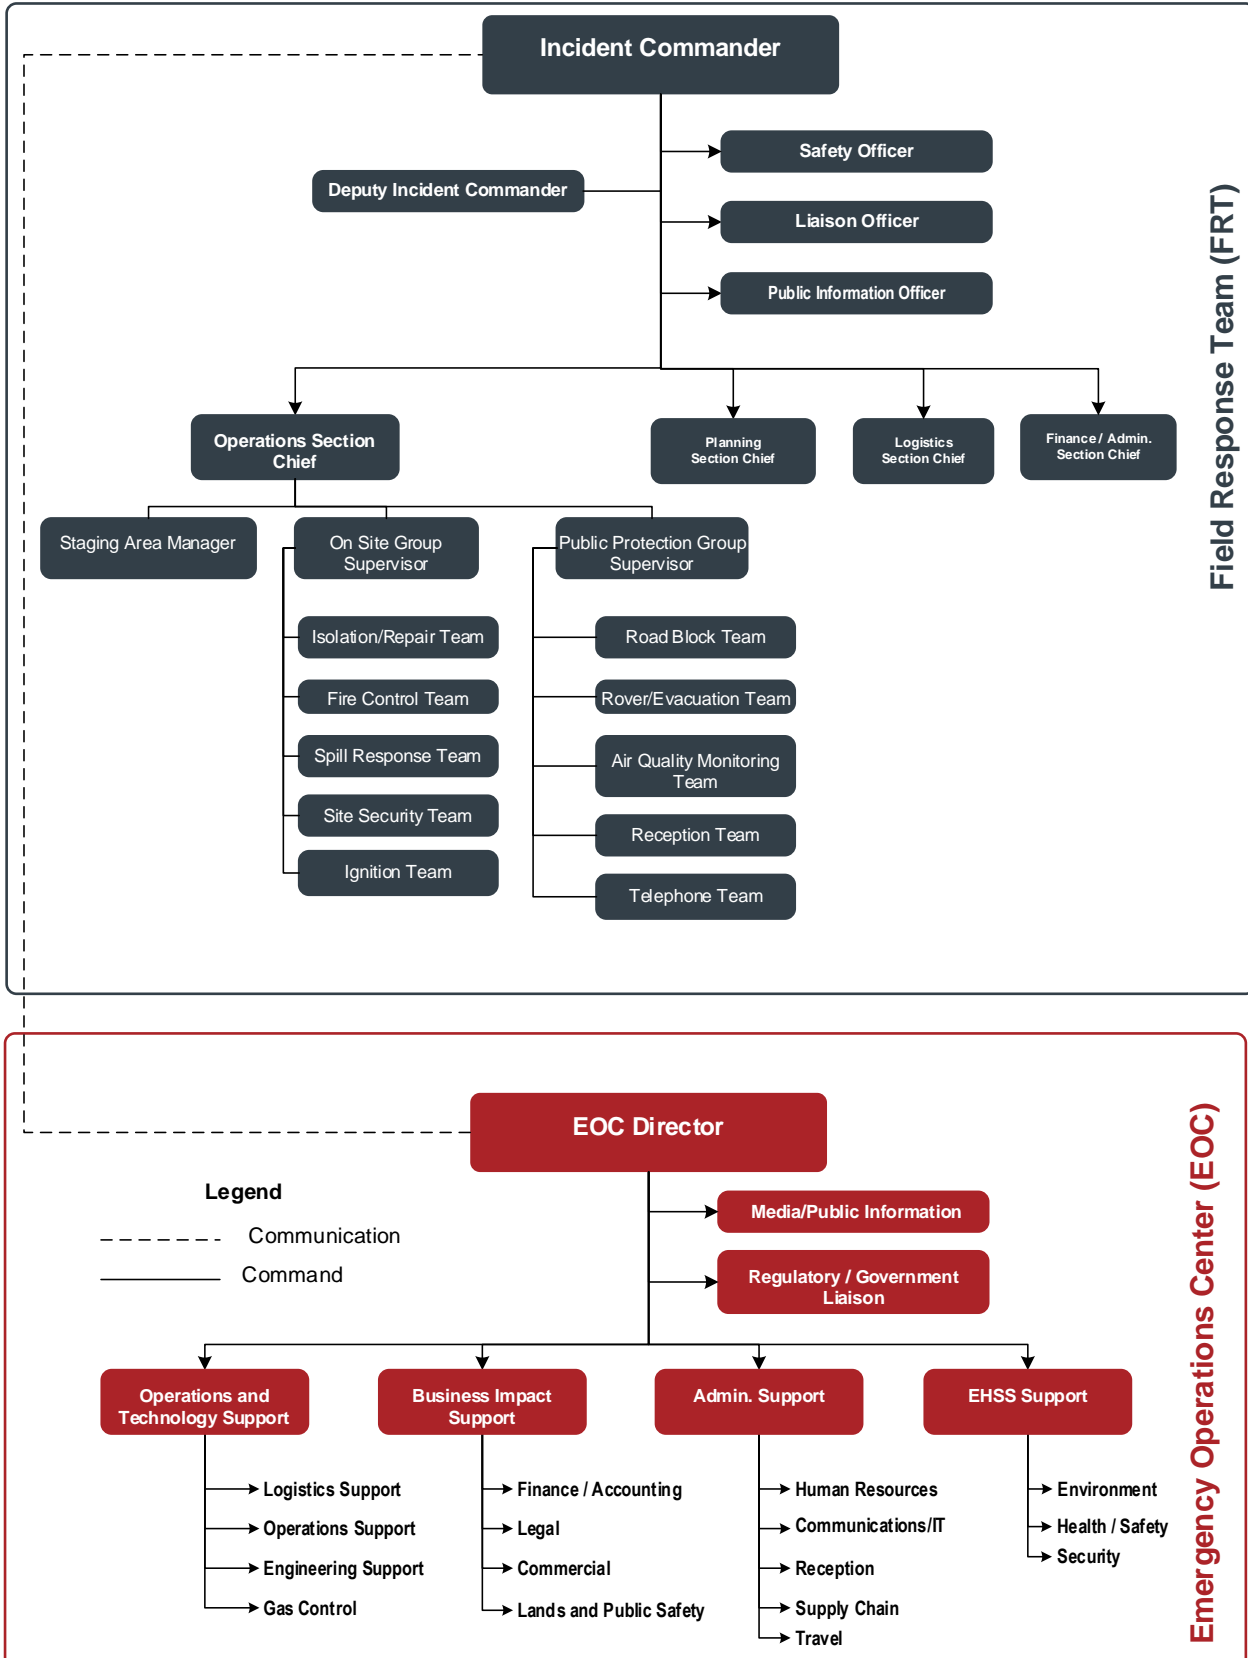 Incident Commander
Safety Officer
Deputy Incident Commander
Liaison Officer
Public Information Officer
Field Response Team (FRT)
Operations Section
Chief
Planning
Section Chief
Logistics
Section Chief
Finance / Admin.
Section Chief
Staging Area Manager
On Site Group
Supervisor
Public Protection Group
Supervisor
Isolation/Repair Team
Fire Control Team
Spill Response Team
Site Security Team
Ignition Team
Road Block Team
Rover/Evacuation Team
Air Quality Monitoring
Team
Reception Team
Telephone Team
EOC Director
Legend
Communication
Command
Media/Public Information
Regulatory / Government
Liaison
Emergency Operations Center (EOC)
Operations and
Technology Support
Business Impact
Support
Admin. Support
EHSS Support
Logistics Support
Operations Support
Engineering Support
Gas Control
Finance / Accounting
Legal
Commercial
Lands and Public Safety
Human Resources
Communications/IT
Reception
Supply Chain
Travel
Environment
Health / Safety
Security